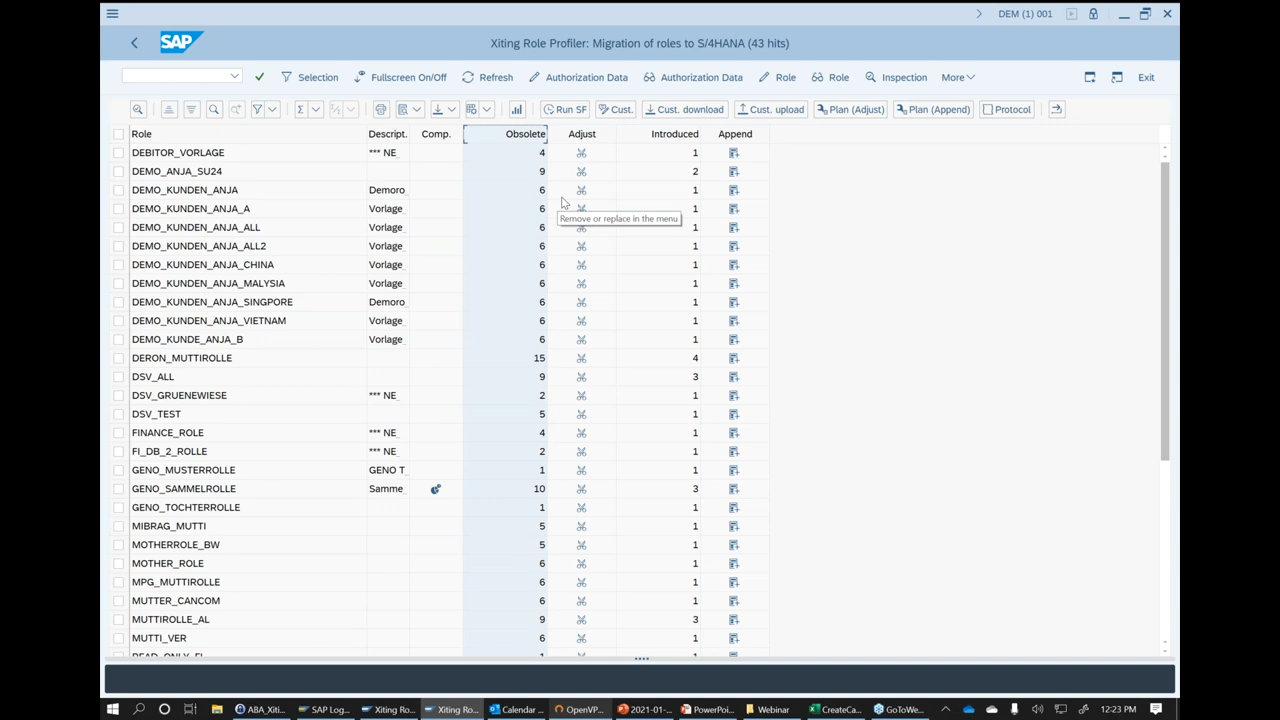 DEM (1) 001
SAP
Xiting Role Profiler: Migration of roles to S/4HANA (43 hits)
Selection Fullscreen On/Off Refresh Authorization Data Authorization Data Role Role Inspection More Exit
Run SF Cust. Cust. download Cust. upload Plan (Adjust) Plan (Append) Protocol
Role Descript. Comp. Obsolete Adjust Introduced Append
DEBITOR_VORLAGE *** NE 4 1
DEMO_ANJA_SU24 9 2
DEMO_KUNDEN_ANJA Demoro 6 1
DEMO_KUNDEN_ANJA_A Vorlage 6 1
Remove or replace in the menu
DEMO_KUNDEN_ANJA_ALL Vorlage 6 1
DEMO_KUNDEN_ANJA_ALL2 Vorlage 6 1
DEMO_KUNDEN_ANJA_CHINA Vorlage 6 1
DEMO_KUNDEN_ANJA_MALYSIA Vorlage 6 1
DEMO_KUNDEN_ANJA_SINGPORE Demoro 6 1
DEMO_KUNDEN_ANJA_VIETNAM Vorlage 6 1
DEMO_KUNDE_ANJA_B Vorlage 6 1
DERON_MUTTIROLLE 15 4
DSV_ALL 9 3
DSV_GRUENEWIESE *** NE 2 1
DSV_TEST 5 1
FINANCE_ROLE *** NE 4 1
FI_DB_2_ROLLE *** NE 2 1
GENO_MUSTERROLLE GENO T 1 1
GENO_SAMMELROLLE Samme 10 3
GENO_TOCHTERROLLE 1 1
MIBRAG_MUTTI 5 1
MOTHERROLE_BW 5 1
MOTHER_ROLE 6 1
MPG_MUTTIROLLE 6 1
MUTTER_CANCOM 6 1
MUTTIROLLE_AL 9 3
MUTTI_VER 6 1
ABA_Xiti... SAP Log... Xiting Ro... Xiting Ro... Calendar ... OpenVP... 2021-01-... PowerPoi... Webinar CreateCa... GoToWe... 12:23 PM